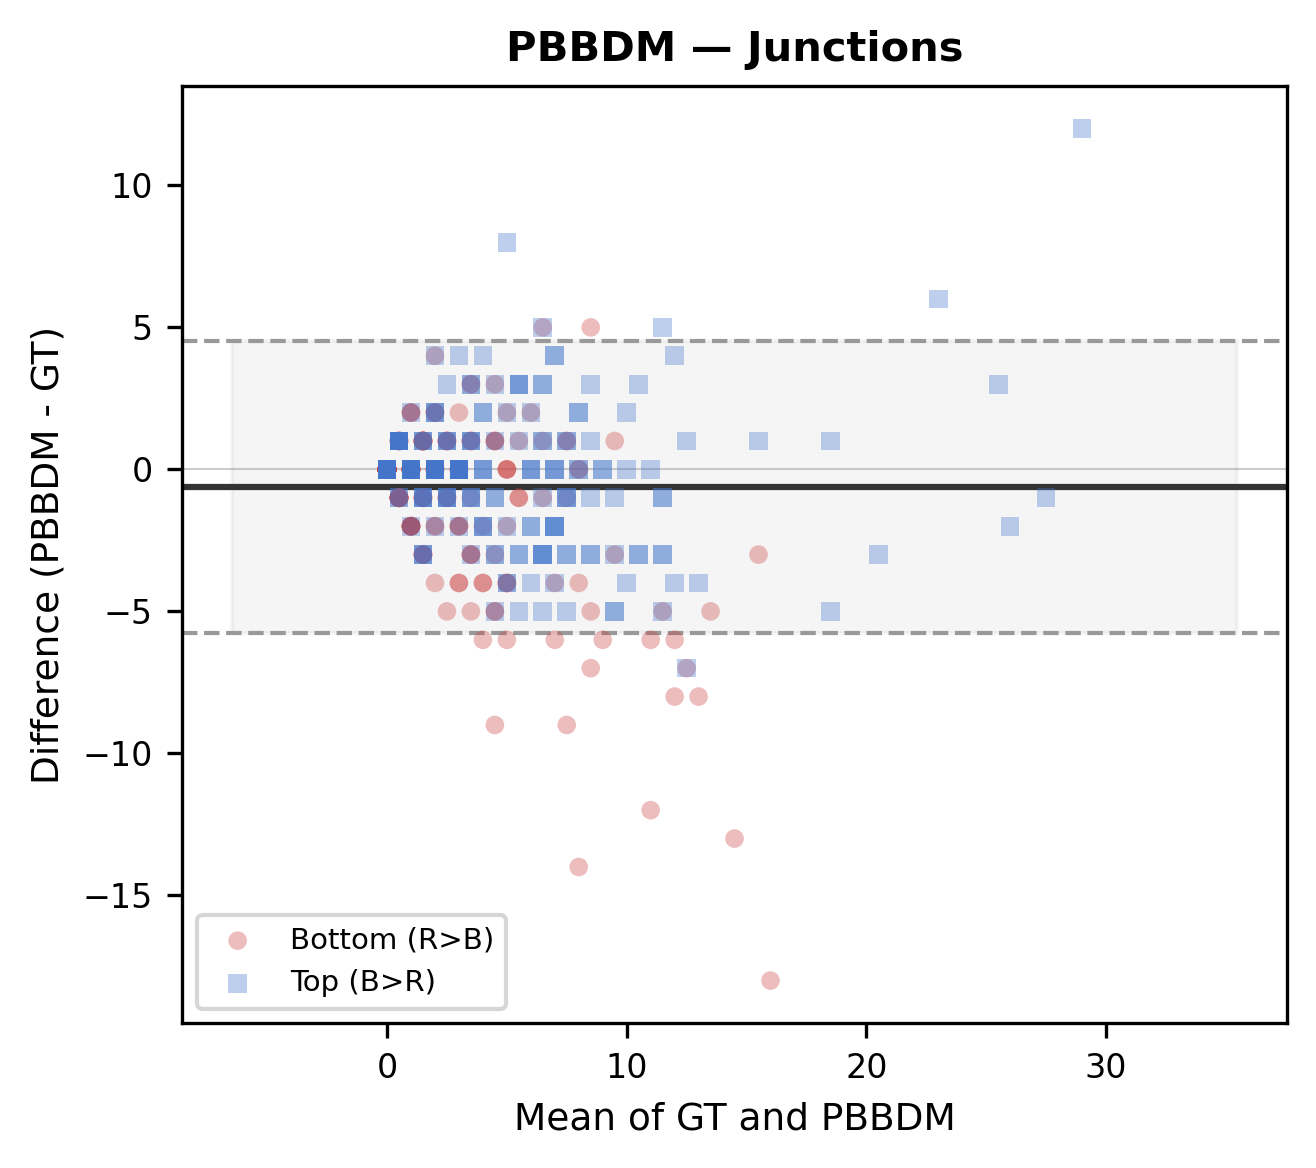 PBBDM — Junctions
Difference (PBBDM - GT)
10
5
0
−5
−10
−15
Bottom (R>B)
Top (B>R)
0 10 20 30
Mean of GT and PBBDM